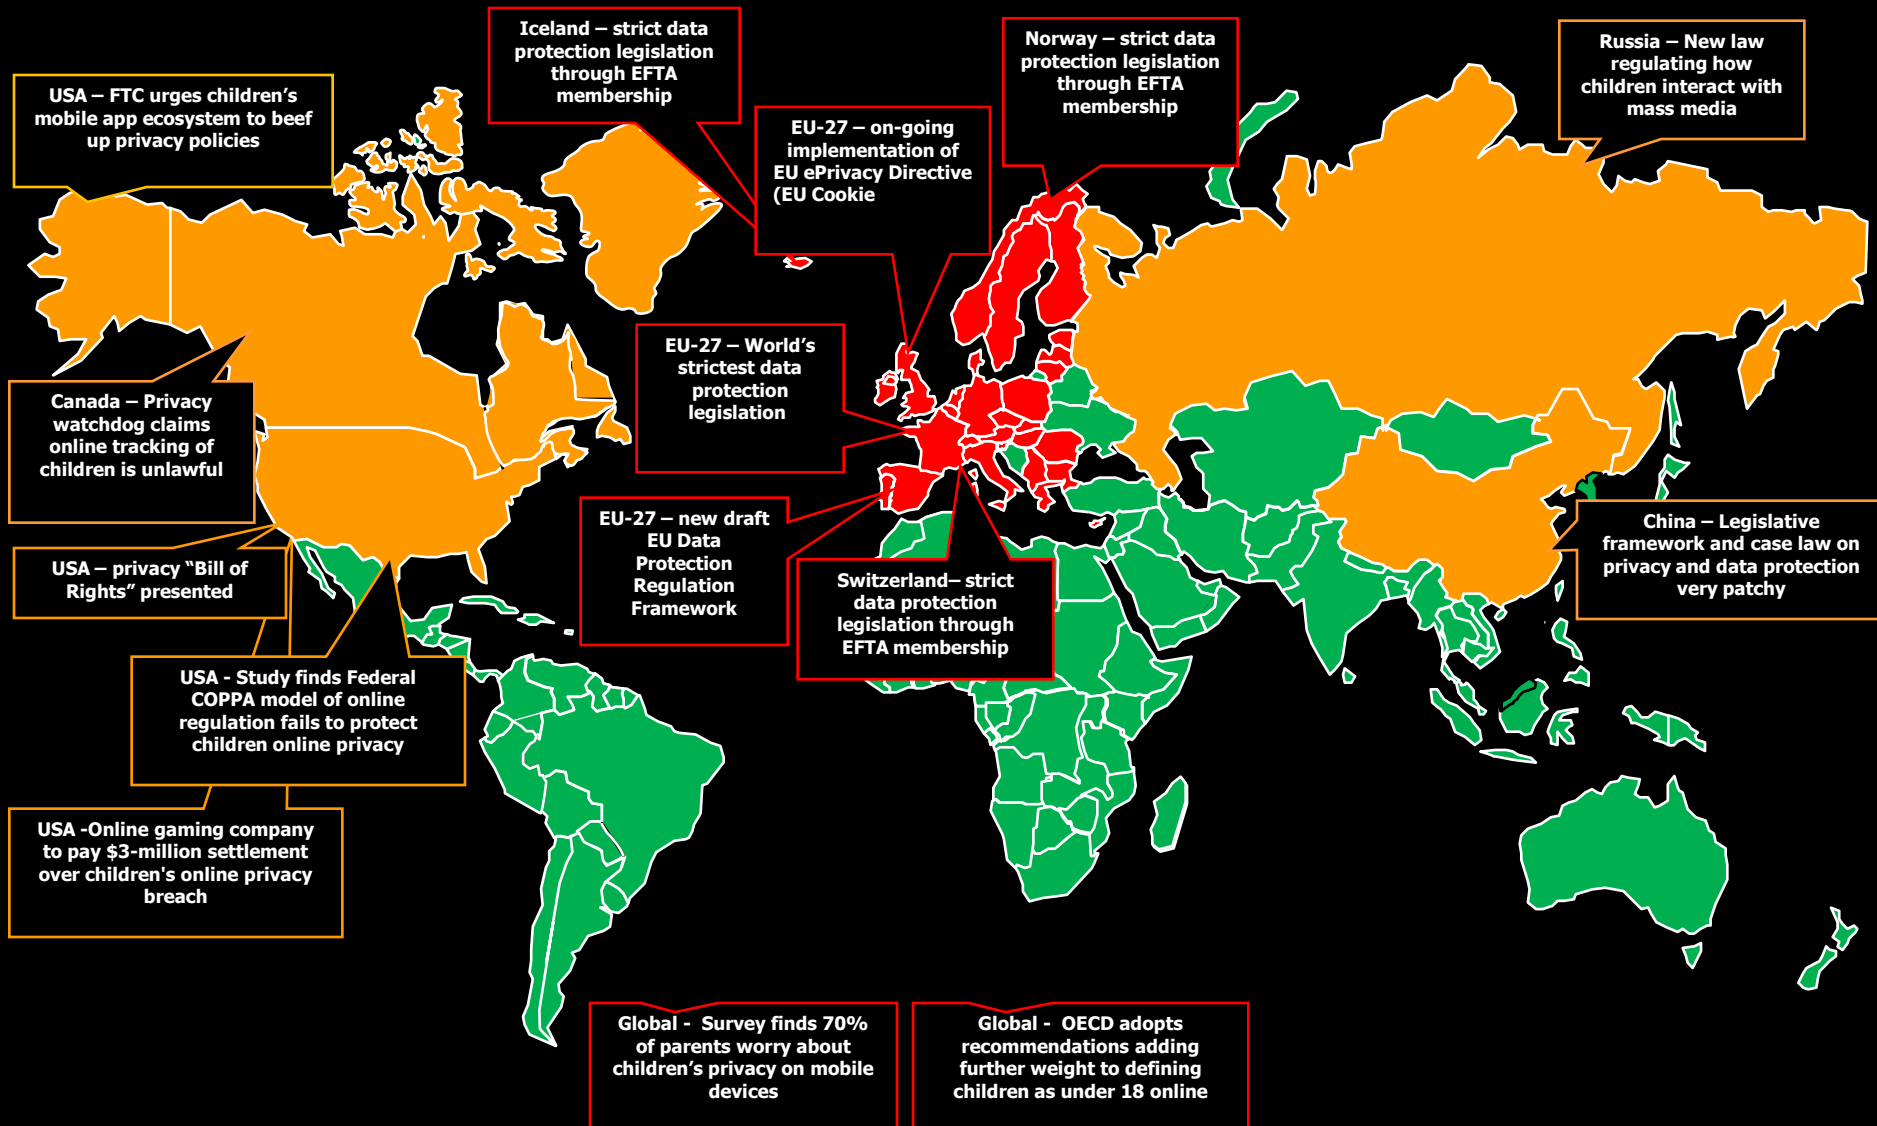 Iceland – strict data
protection legislation
through EFTA
membership
Norway – strict data
protection legislation
through EFTA
membership
Russia – New law
regulating how
children interact with
mass media
USA – FTC urges children’s
mobile app ecosystem to beef
up privacy policies
EU-27 – on-going
implementation of
EU ePrivacy Directive
(EU Cookie
EU-27 – World’s
strictest data
protection
legislation
Canada – Privacy
watchdog claims
online tracking of
children is unlawful
EU-27 – new draft
EU Data
Protection
Regulation
Framework
China – Legislative
framework and case law on
privacy and data protection
very patchy
USA – privacy “Bill of
Rights” presented
Switzerland– strict
data protection
legislation through
EFTA membership
USA - Study finds Federal
COPPA model of online
regulation fails to protect
children online privacy
USA -Online gaming company
to pay $3-million settlement
over children's online privacy
breach
Global -  Survey finds 70%
of parents worry about
children’s privacy on mobile
devices
Global -  OECD adopts
recommendations adding
further weight to defining
children as under 18 online